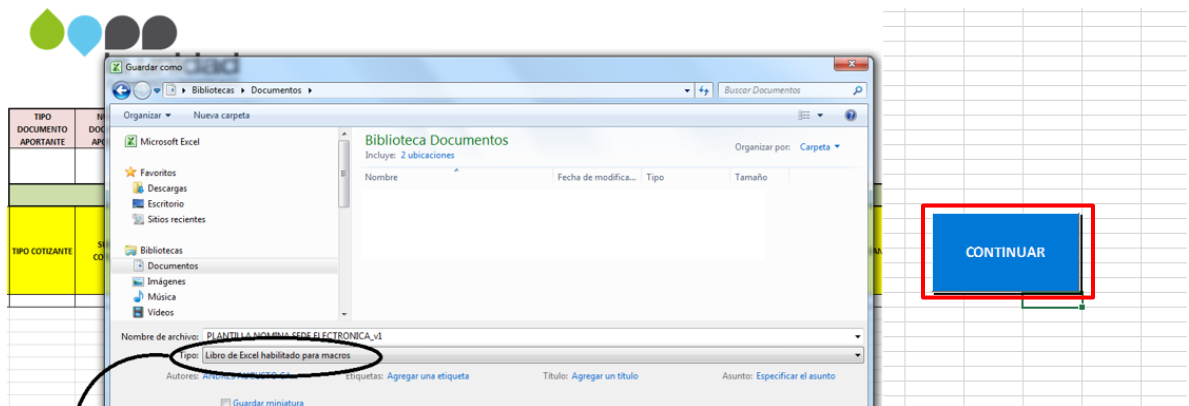 Guardar como
Bibliotecas ▸ Documentos ▸
Buscar Documentos
Organizar ▾ Nueva carpeta
TIPO
DOCUMENTO
APORTANTE
Microsoft Excel
Biblioteca Documentos
Incluye: 2 ubicaciones
Organizar por: Carpeta ▾
Favoritos
Nombre Fecha de modifica... Tipo Tamaño
Descargas
Escritorio
Sitios recientes
TIPO COTIZANTE
Bibliotecas
Documentos
Imágenes
Música
Vídeos
CONTINUAR
Nombre de archivo: PLANTILLA NOMINA SEDE ELECTRONICA_v1
Tipo: Libro de Excel habilitado para macros
Autores: ANDRES AUGUSTO Etiquetas: Agregar una etiqueta Título: Agregar un título Asunto: Especificar el asunto
Guardar miniatura